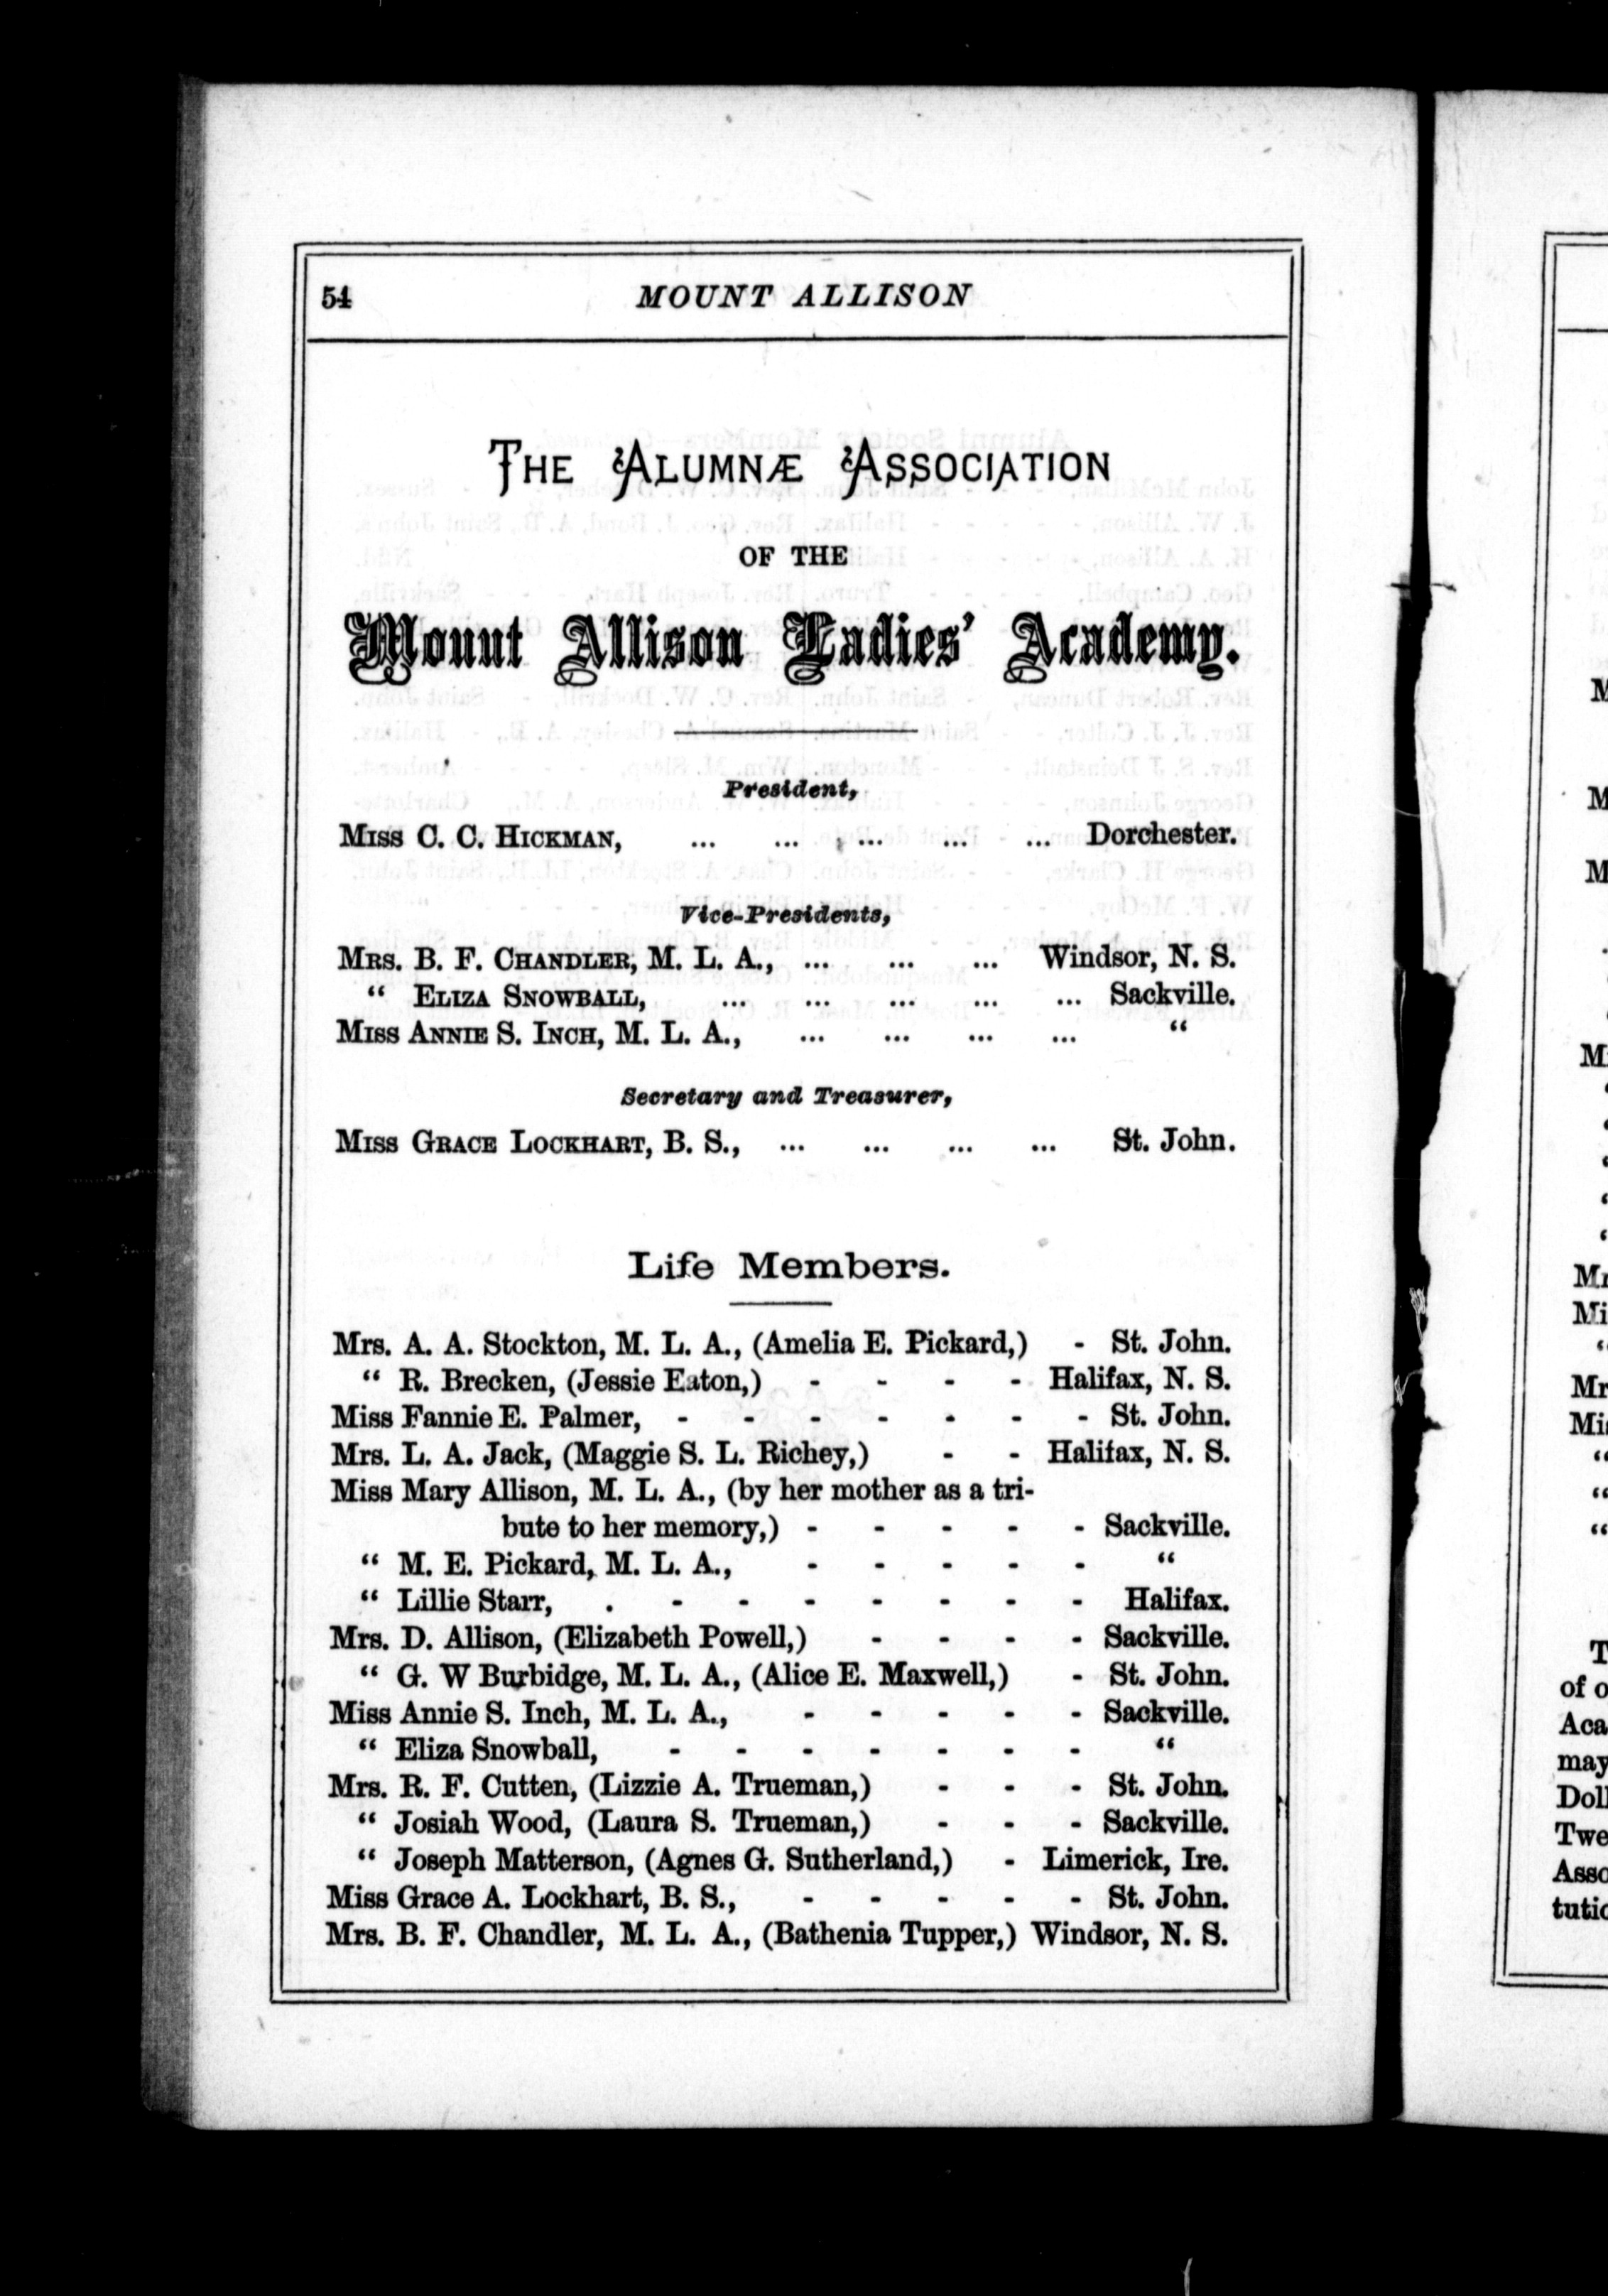 54 MOUNT ALLISON
THE ALUMNÆ ASSOCIATION
OF THE
Mount Allison Ladies' Academy.
President,
MISS C. C. HICKMAN, ... ... ... ... ... Dorchester.
Vice-Presidents,
MRS. B. F. CHANDLER, M. L. A., ... ... ... Windsor, N. S.
“ ELIZA SNOWBALL, ... ... ... ... ... Sackville.
MISS ANNIE S. INCH, M. L. A., ... ... ... ... “
Secretary and Treasurer,
MISS GRACE LOCKHART, B. S., ... ... ... ... St. John.
Life Members.
Mrs. A. A. Stockton, M. L. A., (Amelia E. Pickard,) - St. John.
“ R. Brecken, (Jessie Eaton,) - - - - Halifax, N. S.
Miss Fannie E. Palmer, - - - - - - - St. John.
Mrs. L. A. Jack, (Maggie S. L. Richey,) - - Halifax, N. S.
Miss Mary Allison, M. L. A., (by her mother as a tri-
bute to her memory,) - - - - - Sackville.
“ M. E. Pickard, M. L. A., - - - - - “
“ Lillie Starr, . - - - - - - - Halifax.
Mrs. D. Allison, (Elizabeth Powell,) - - - - Sackville.
“ G. W Burbidge, M. L. A., (Alice E. Maxwell,) - St. John.
Miss Annie S. Inch, M. L. A., - - - - - Sackville.
“ Eliza Snowball, - - - - - - - “
Mrs. R. F. Cutten, (Lizzie A. Trueman,) - - - St. John.
“ Josiah Wood, (Laura S. Trueman,) - - - Sackville.
“ Joseph Matterson, (Agnes G. Sutherland,) - Limerick, Ire.
Miss Grace A. Lockhart, B. S., - - - - - St. John.
Mrs. B. F. Chandler, M. L. A., (Bathenia Tupper,) Windsor, N. S.